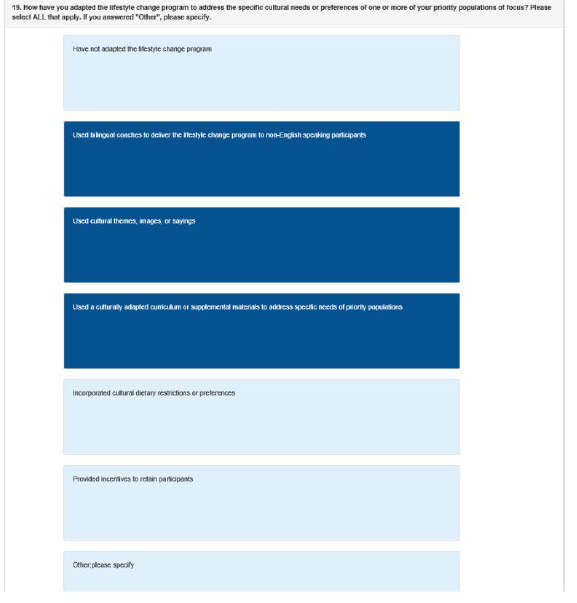 19. How have you adapted the lifestyle change program to address the specific cultural needs or preferences of one or more of your priority populations of focus? Please
select ALL that apply. If you answered "Other", please specify.
Have not adapted the lifestyle change program
Used bilingual coaches to deliver the lifestyle change program to non-English speaking participants
Used cultural themes, images, or sayings
Used a culturally adapted curriculum or supplemental materials to address specific needs of priority populations
Incorporated cultural dietary restrictions or preferences
Provided incentives to retain participants
Other:please specify